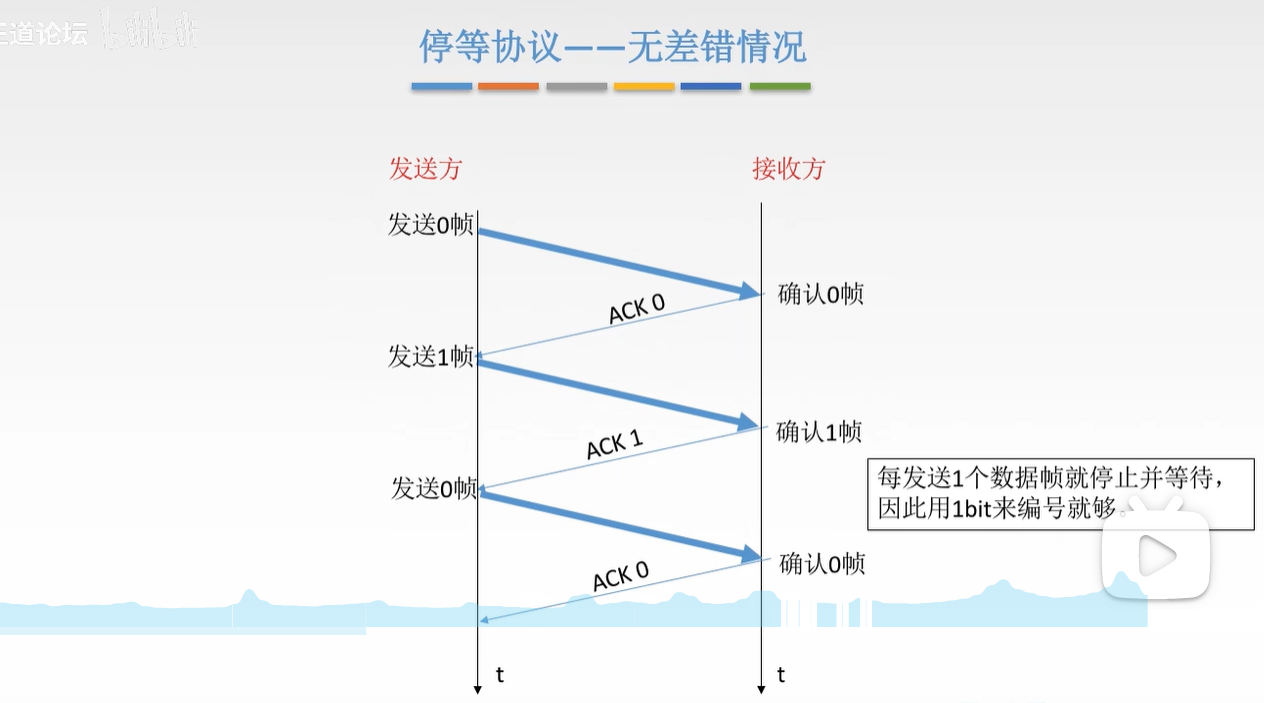 王道论坛 bilibili
停等协议——无差错情况
发送方
接收方
发送0帧
确认0帧
ACK 0
发送1帧
确认1帧
ACK 1
每发送1个数据帧就停止并等待，
因此用1bit来编号就够。
发送0帧
确认0帧
ACK 0
t
t